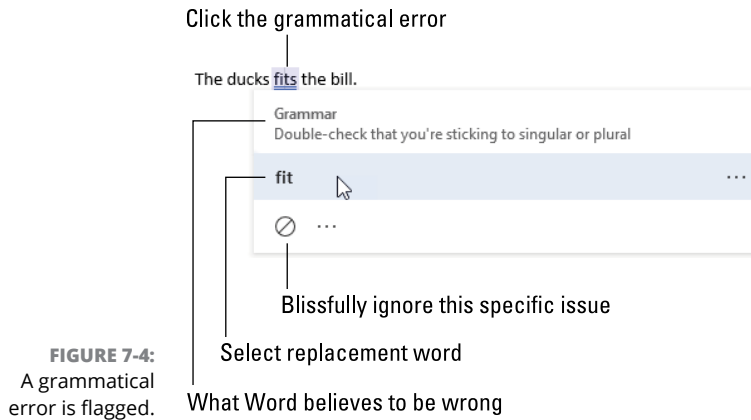 Click the grammatical error
The ducks fits the bill.
Grammar
Double-check that you're sticking to singular or plural
fit
...
...
Blissfully ignore this specific issue
Select replacement word
What Word believes to be wrong
FIGURE 7-4:
A grammatical
error is flagged.